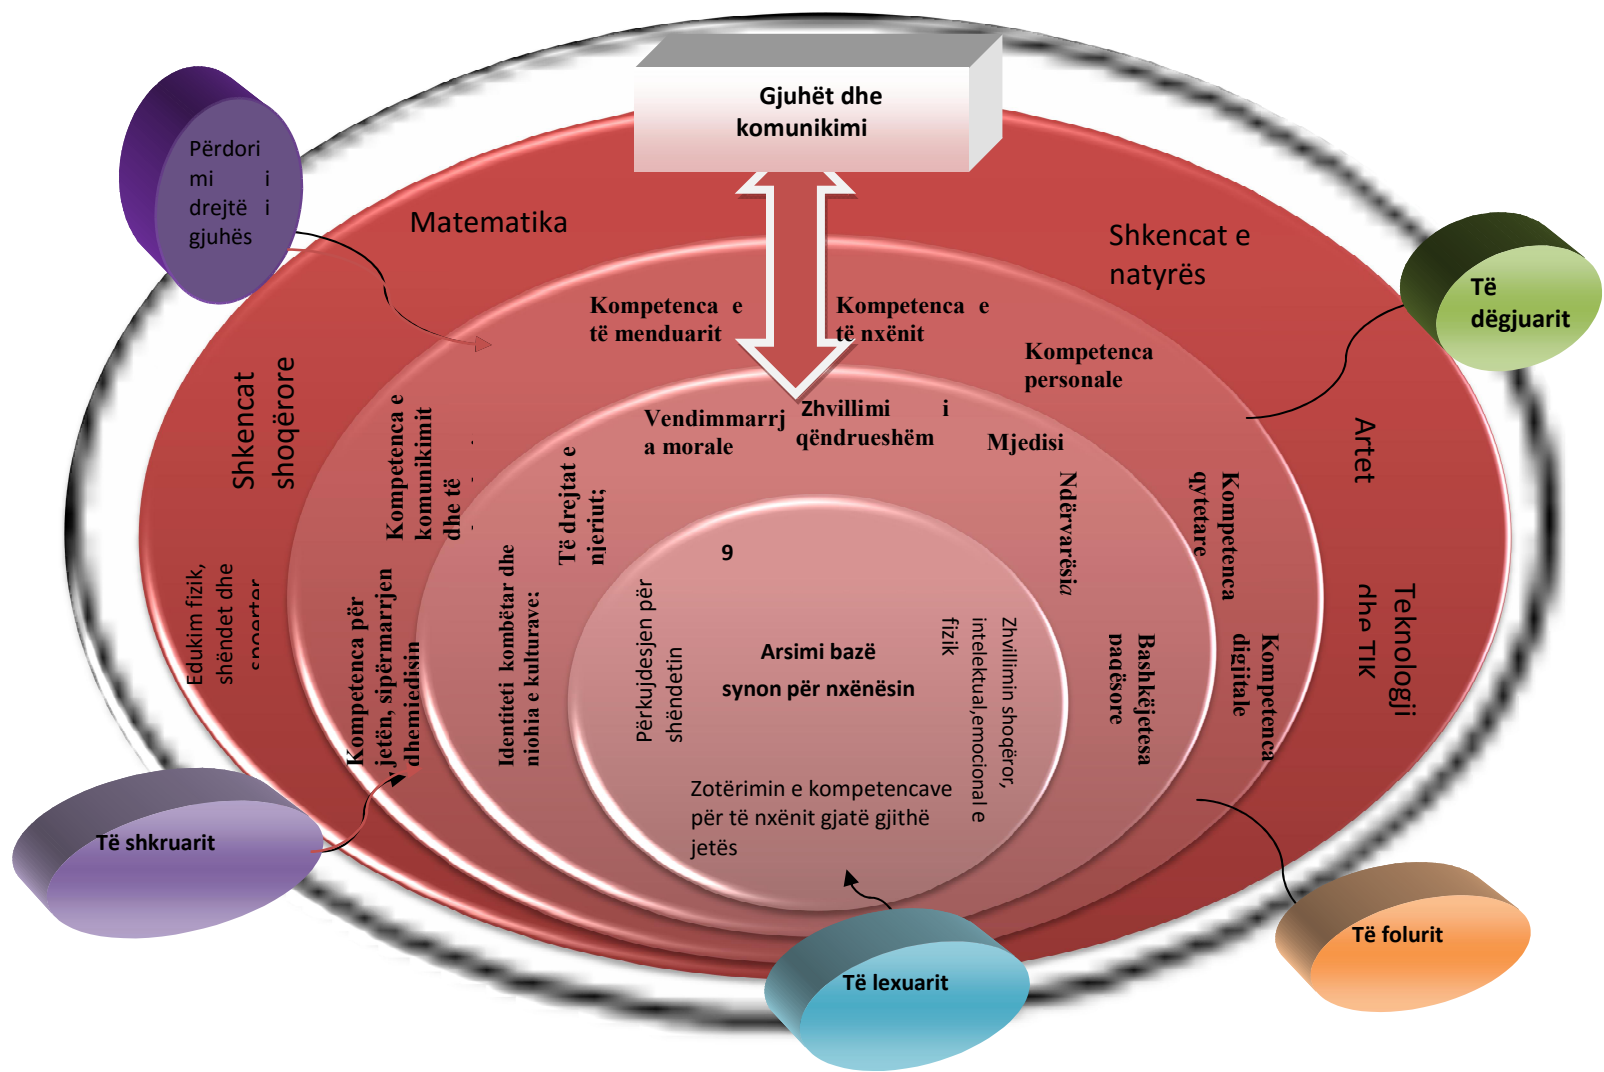 Gjuhët dhe
komunikimi
Përdori
mi i
drejtë i
gjuhës
Matematika
Shkencat e
natyrës
Të
dëgjuarit
Kompetenca e
të menduarit
Kompetenca e
të nxënit
Kompetenca
personale
Shkencat
shoqërore
Kompetenca e
komunikimit
dhe të
Vendimmarrj
a morale
Zhvillimi i
qëndrueshëm
Mjedisi
Artet
Kompetenca
qytetare
Të drejtat e
njeriut;
Ndërvarësia
9
Edukim fizik,
shëndet dhe
Kompetenca për
jetën, sipërmarrjen
dhemjedisin
Identiteti kombëtar dhe
njohja e kulturave;
Përkujdesjen për
shëndetin
Arsimi bazë
synon për nxënësin
Zhvillimin shoqëror,
intelektual,emocional e
fizik
Bashkëjetesa
paqësore
Kompetenca
digjitale
Teknologji
dhe TIK
Zotërimin e kompetencave
për të nxënit gjatë gjithë
jetës
Të shkruarit
Të folurit
Të lexuarit